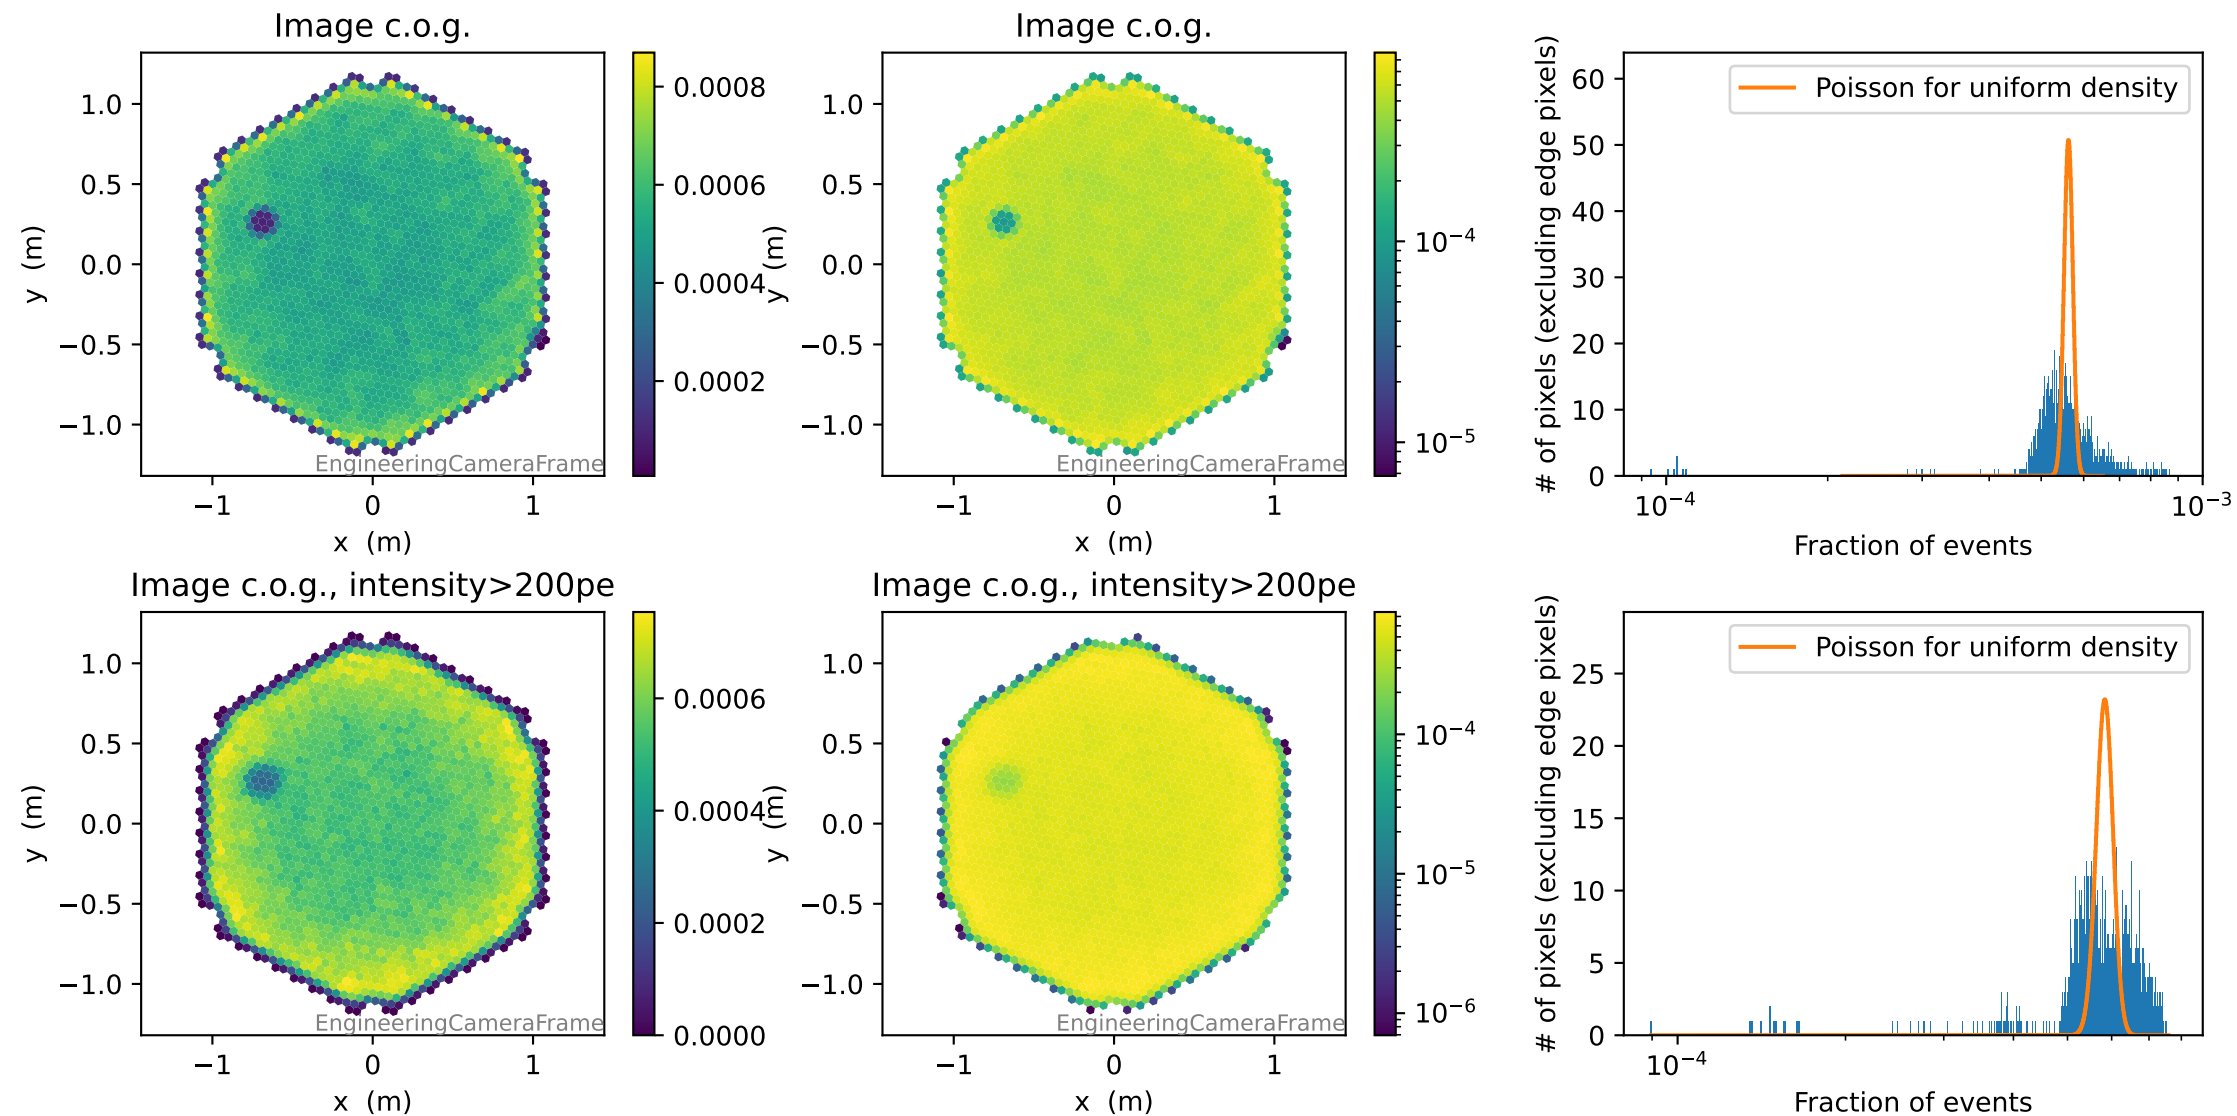 Image c.o.g.
1.0
0.5
0.0
−0.5
−1.0
y (m)
−1
0
1
x (m)
EngineeringCameraFrame
0.0008
0.0006
0.0004
0.0002
Image c.o.g.
1.0
0.5
0.0
−0.5
−1.0
y (m)
−1
0
1
x (m)
EngineeringCameraFrame
10⁻⁴
10⁻⁵
Poisson for uniform density
# of pixels (excluding edge pixels)
60
50
40
30
20
10
0
10⁻⁴
10⁻³
Fraction of events
Image c.o.g., intensity>200pe
1.0
0.5
0.0
−0.5
−1.0
y (m)
−1
0
1
x (m)
EngineeringCameraFrame
0.0006
0.0004
0.0002
0.0000
Image c.o.g., intensity>200pe
1.0
0.5
0.0
−0.5
−1.0
y (m)
−1
0
1
x (m)
EngineeringCameraFrame
10⁻⁴
10⁻⁵
10⁻⁶
Poisson for uniform density
# of pixels (excluding edge pixels)
25
20
15
10
5
0
10⁻⁴
Fraction of events